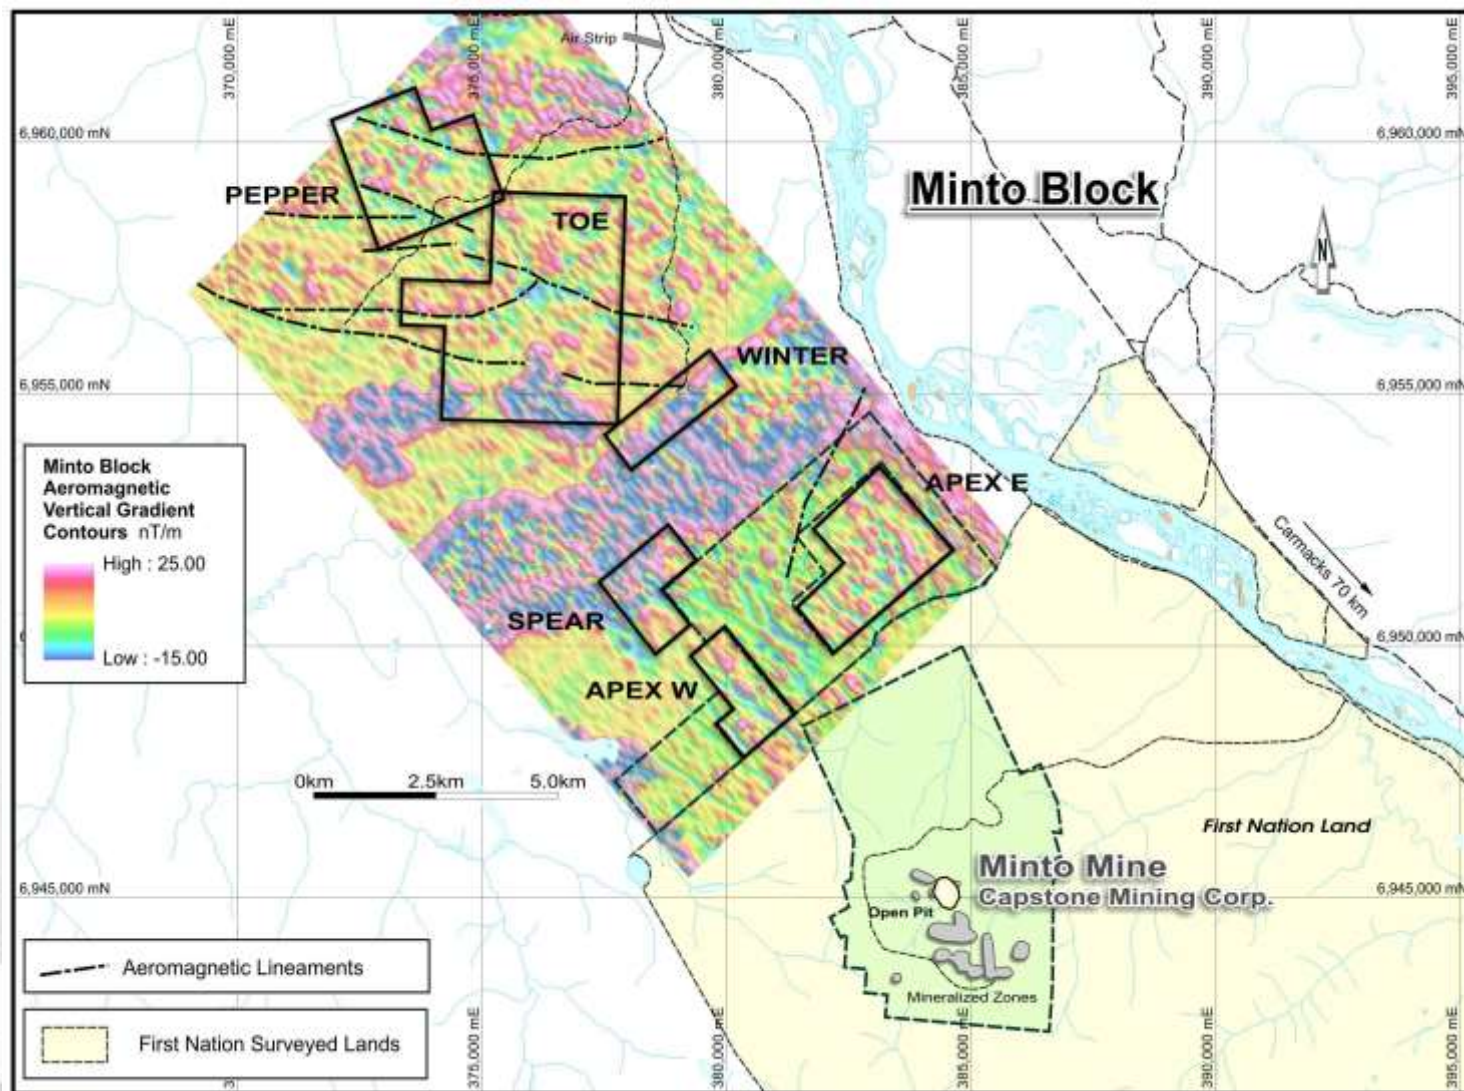 370,000 mE
375,000 mE
380,000 mE
385,000 mE
390,000 mE
395,000 mE
Air Strip
6,960,000 mN
6,960,000 mN
Minto Block
PEPPER
TOE
N
WINTER
6,955,000 mN
6,955,000 mN
Minto Block
Aeromagnetic
Vertical Gradient
Contours nT/m
High : 25.00
Low : -15.00
APEX E
Carmacks 70 km
SPEAR
6,950,000 mN
APEX W
0km 2.5km 5.0km
First Nation Land
Minto Mine
Capstone Mining Corp.
6,945,000 mN
6,945,000 mN
Open Pit
Mineralized Zones
Aeromagnetic Lineaments
First Nation Surveyed Lands
375,000 mE
380,000 mE
385,000 mE
390,000 mE
395,000 mE